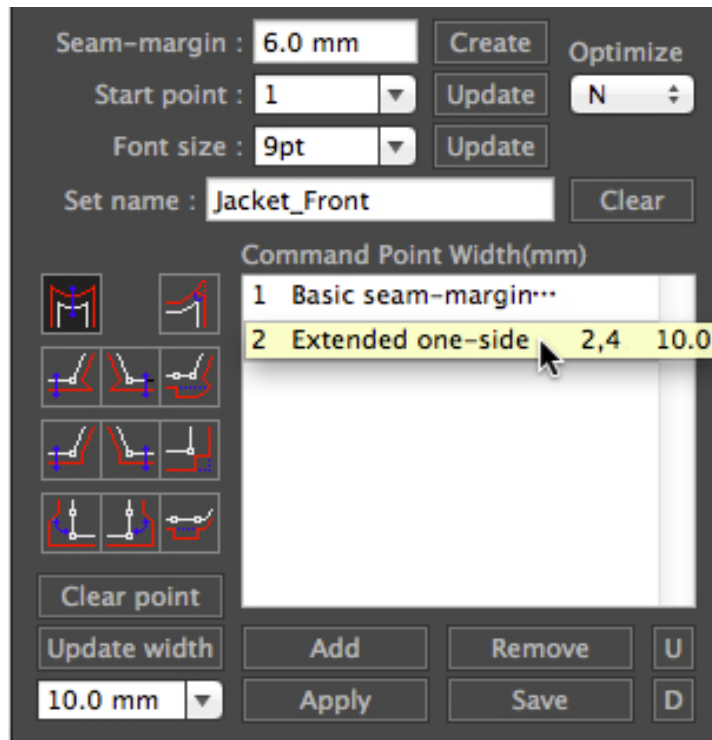 Seam-margin : 6.0 mm Create Optimize
Start point : 1 Update N
Font size : 9pt Update
Set name : Jacket_Front Clear
Command Point Width(mm)
1 Basic seam-margin···
2 Extended one-side 2,4 10.0
Clear point
Update width Add Remove U
10.0 mm Apply Save D